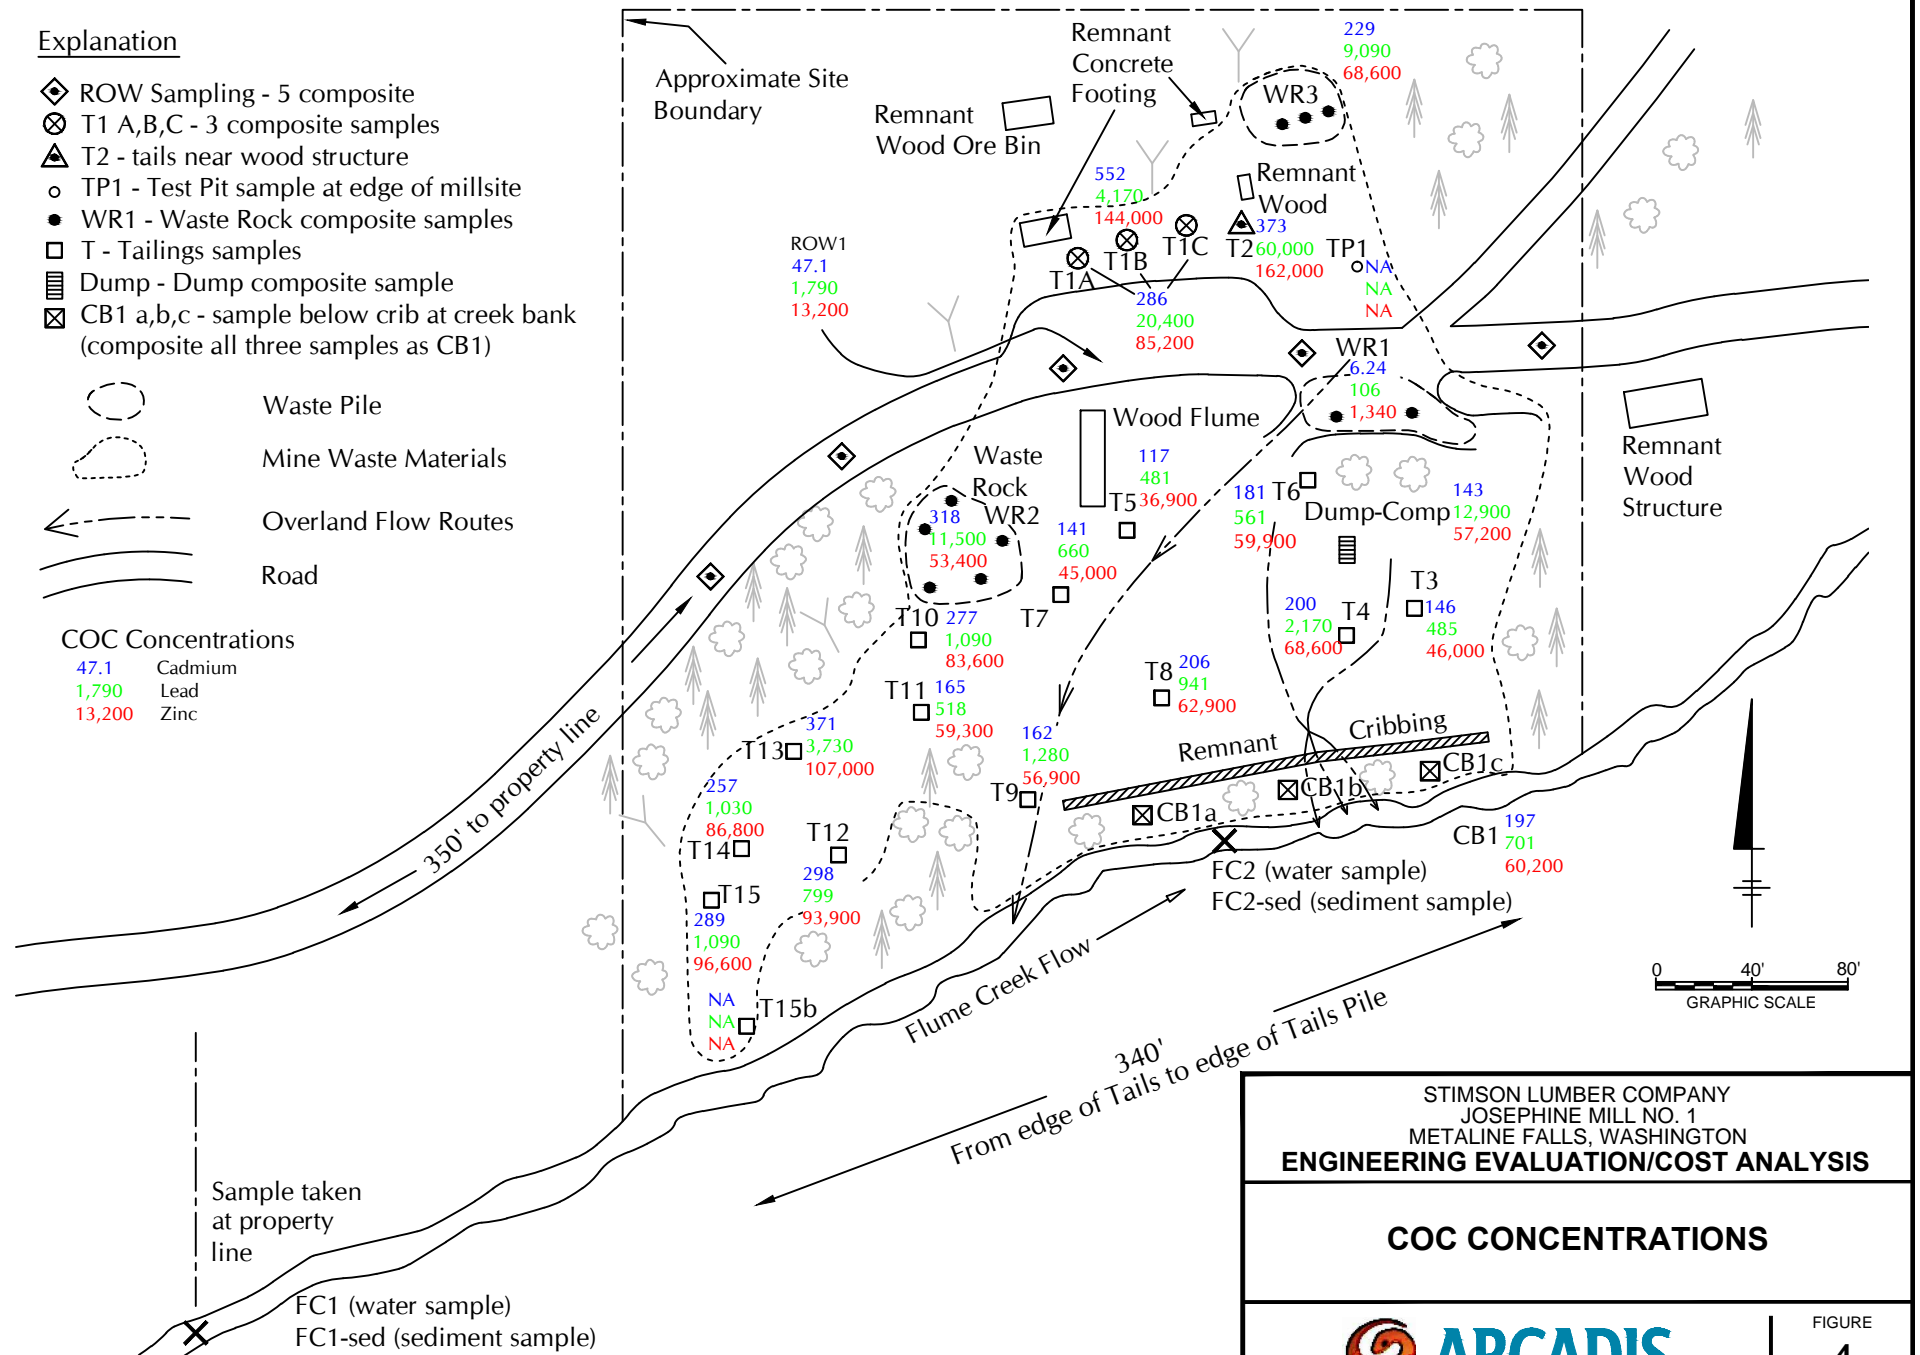 Explanation
ROW Sampling - 5 composite
T1 A,B,C - 3 composite samples
T2 - tails near wood structure
TP1 - Test Pit sample at edge of millsite
WR1 - Waste Rock composite samples
T - Tailings samples
Dump - Dump composite sample
CB1 a,b,c - sample below crib at creek bank
(composite all three samples as CB1)
Waste Pile
Mine Waste Materials
Overland Flow Routes
Road
COC Concentrations
47.1 Cadmium
1,790 Lead
13,200 Zinc
Approximate Site
Boundary
Remnant
Wood Ore Bin
Remnant
Concrete
Footing
229
9,090
68,600
WR3
552
4,170
144,000
Remnant
Wood
T1A
T1B
T1C
T2
373
60,000
162,000
TP1
NA
NA
NA
286
20,400
85,200
ROW1
47.1
1,790
13,200
WR1
6.24
106
1,340
Remnant
Wood
Structure
Wood Flume
Waste
Rock
WR2
318
11,500
53,400
117
481
36,900
T5
141
660
45,000
T7
181
561
59,900
T6
Dump-Comp
143
12,900
57,200
T3
146
485
46,000
200
2,170
68,600
T4
T10
277
1,090
83,600
T11
165
518
59,300
T8
206
941
62,900
T13
371
3,730
107,000
162
1,280
56,900
T9
257
1,030
86,800
T14
T12
298
799
93,900
T15
289
1,090
96,600
NA
NA
NA
T15b
Remnant
Cribbing
CB1a
CB1b
CB1c
CB1
197
701
60,200
FC2 (water sample)
FC2-sed (sediment sample)
350' to property line
Flume Creek Flow
340'
From edge of Tails to edge of Tails Pile
0 40' 80'
GRAPHIC SCALE
Sample taken
at property
line
FC1 (water sample)
FC1-sed (sediment sample)
STIMSON LUMBER COMPANY
JOSEPHINE MILL NO. 1
METALINE FALLS, WASHINGTON
ENGINEERING EVALUATION/COST ANALYSIS
COC CONCENTRATIONS
ARCADIS
FIGURE
4